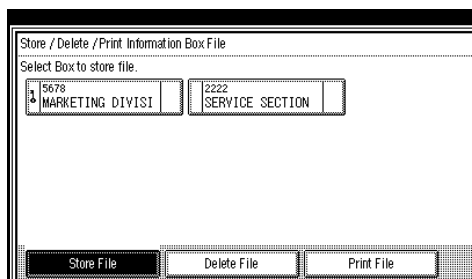 Store / Delete / Print Information Box File
Select Box to store file.
5678
MARKETING DIVISI
2222
SERVICE SECTION
Store File
Delete File
Print File